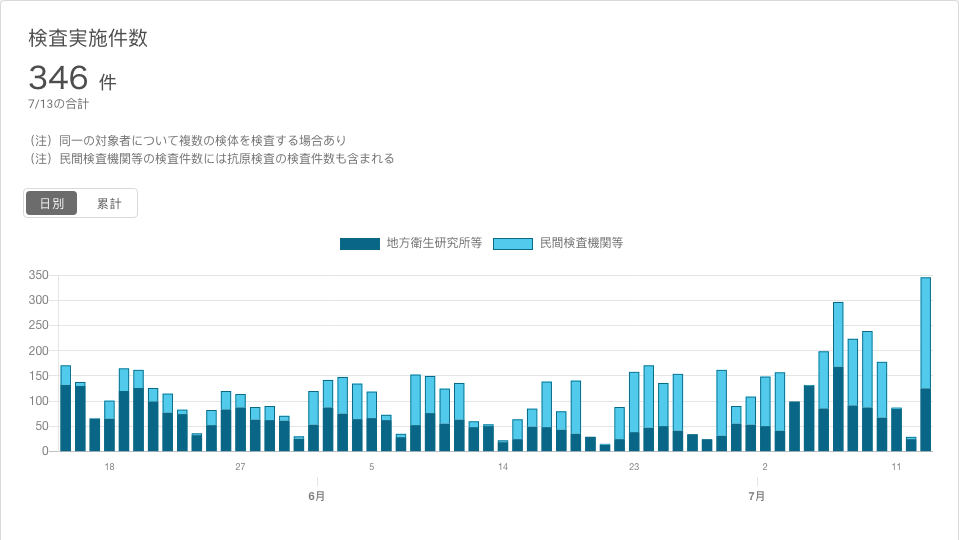 検査実施件数
346 件
7/13の合計
（注）同一の対象者について複数の検体を検査する場合あり
（注）民間検査機関等の検査件数には抗原検査の検査件数も含まれる
日別 累計
地方衛生研究所等 民間検査機関等
350
300
250
200
150
100
50
0
18 27 5 14 23 2 11
6月 7月